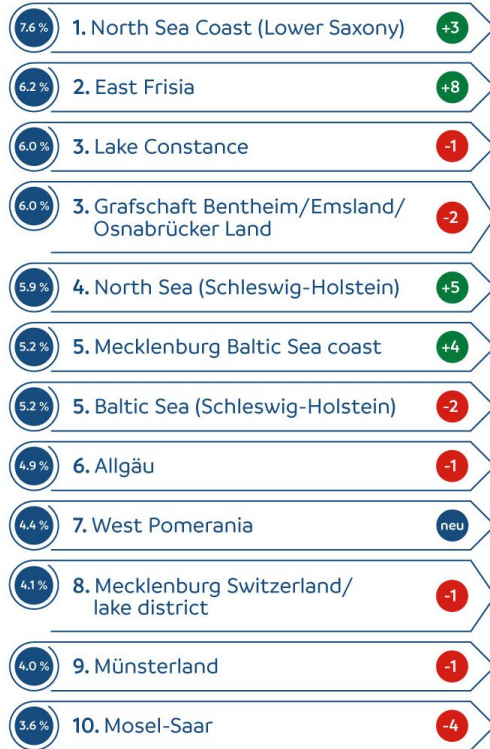 7.6 % 1. North Sea Coast (Lower Saxony) +3
6.2 % 2. East Frisia +8
6.0 % 3. Lake Constance -1
6.0 % 3. Grafschaft Bentheim/Emsland/
Osnabrücker Land -2
5.9 % 4. North Sea (Schleswig-Holstein) +5
5.2 % 5. Mecklenburg Baltic Sea coast +4
5.2 % 5. Baltic Sea (Schleswig-Holstein) -2
4.9 % 6. Allgäu -1
4.4 % 7. West Pomerania neu
4.1 % 8. Mecklenburg Switzerland/
lake district -1
4.0 % 9. Münsterland -1
3.6 % 10. Mosel-Saar -4